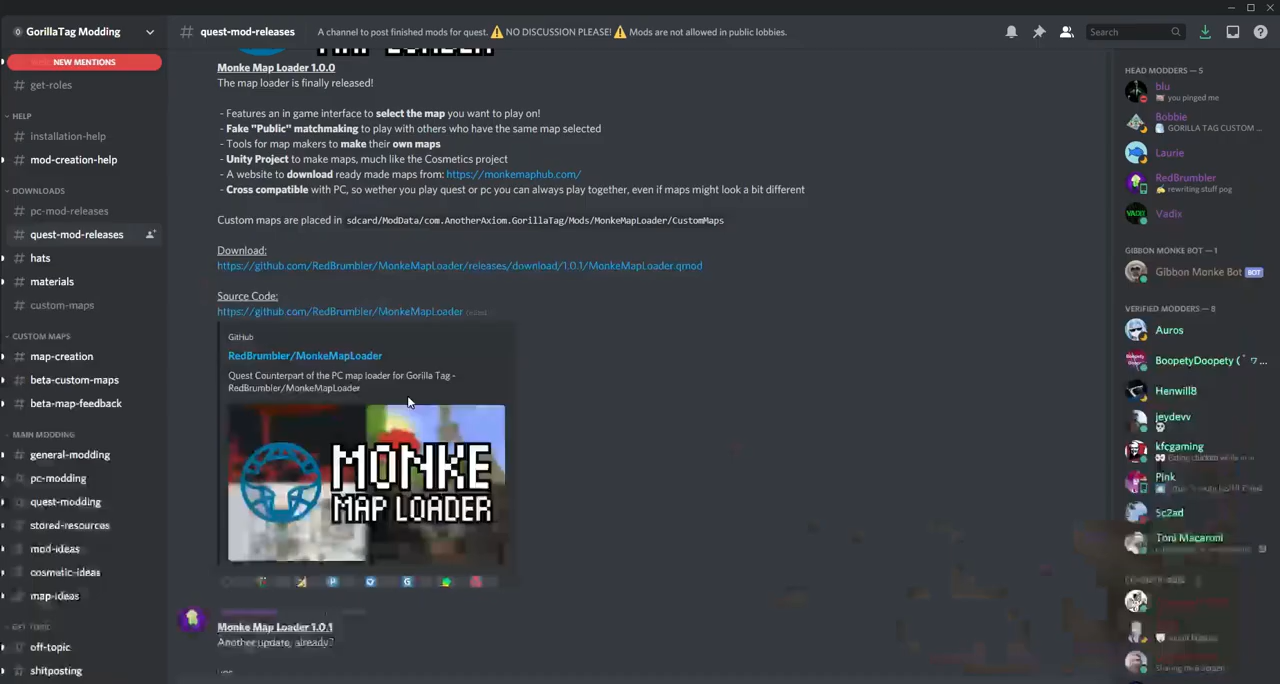 GorillaTag Modding
NEW MENTIONS
# get-roles
HELP
# installation-help
# mod-creation-help
DOWNLOADS
# pc-mod-releases
# quest-mod-releases
# hats
# materials
# custom-maps
CUSTOM MAPS
# map-creation
# beta-custom-maps
# beta-map-feedback
MAIN MODDING
# general-modding
# pc-modding
# quest-modding
# stored-resources
# mod-ideas
# cosmetic-ideas
# map-ideas
# off-topic
# shitposting
# quest-mod-releases
A channel to post finished mods for quest. ⚠ NO DISCUSSION PLEASE! ⚠ Mods are not allowed in public lobbies.
Search
Monke Map Loader 1.0.0
The map loader is finally released!
- Features an in game interface to select the map you want to play on!
- Fake "Public" matchmaking to play with others who have the same map selected
- Tools for map makers to make their own maps
- Unity Project to make maps, much like the Cosmetics project
- A website to download ready made maps from: https://monkemaphub.com/
- Cross compatible with PC, so wether you play quest or pc you can always play together, even if maps might look a bit different
Custom maps are placed in sdcard/ModData/com.AnotherAxiom.GorillaTag/Mods/MonkeMapLoader/CustomMaps
Download:
https://github.com/RedBrumbler/MonkeMapLoader/releases/download/1.0.1/MonkeMapLoader.qmod
Source Code:
https://github.com/RedBrumbler/MonkeMapLoader
GitHub
RedBrumbler/MonkeMapLoader
Quest Counterpart of the PC map loader for Gorilla Tag -
RedBrumbler/MonkeMapLoader
MONKE
MAP LOADER
Monke Map Loader 1.0.1
Another update, already?
HEAD MODDERS — 5
blu
you pinged me
Bobbie
GORILLA TAG CUSTOM ...
Laurie
RedBrumbler
rewriting stuff pog
VADIX
Vadix
GIBBON MONKE BOT — 1
Gibbon Monke Bot BOT
VERIFIED MODDERS — 8
Auros
BoopetyDoopety
Henwill8
jeydevv
kfcgaming
Pink
5c2ad
Toni Macaroni